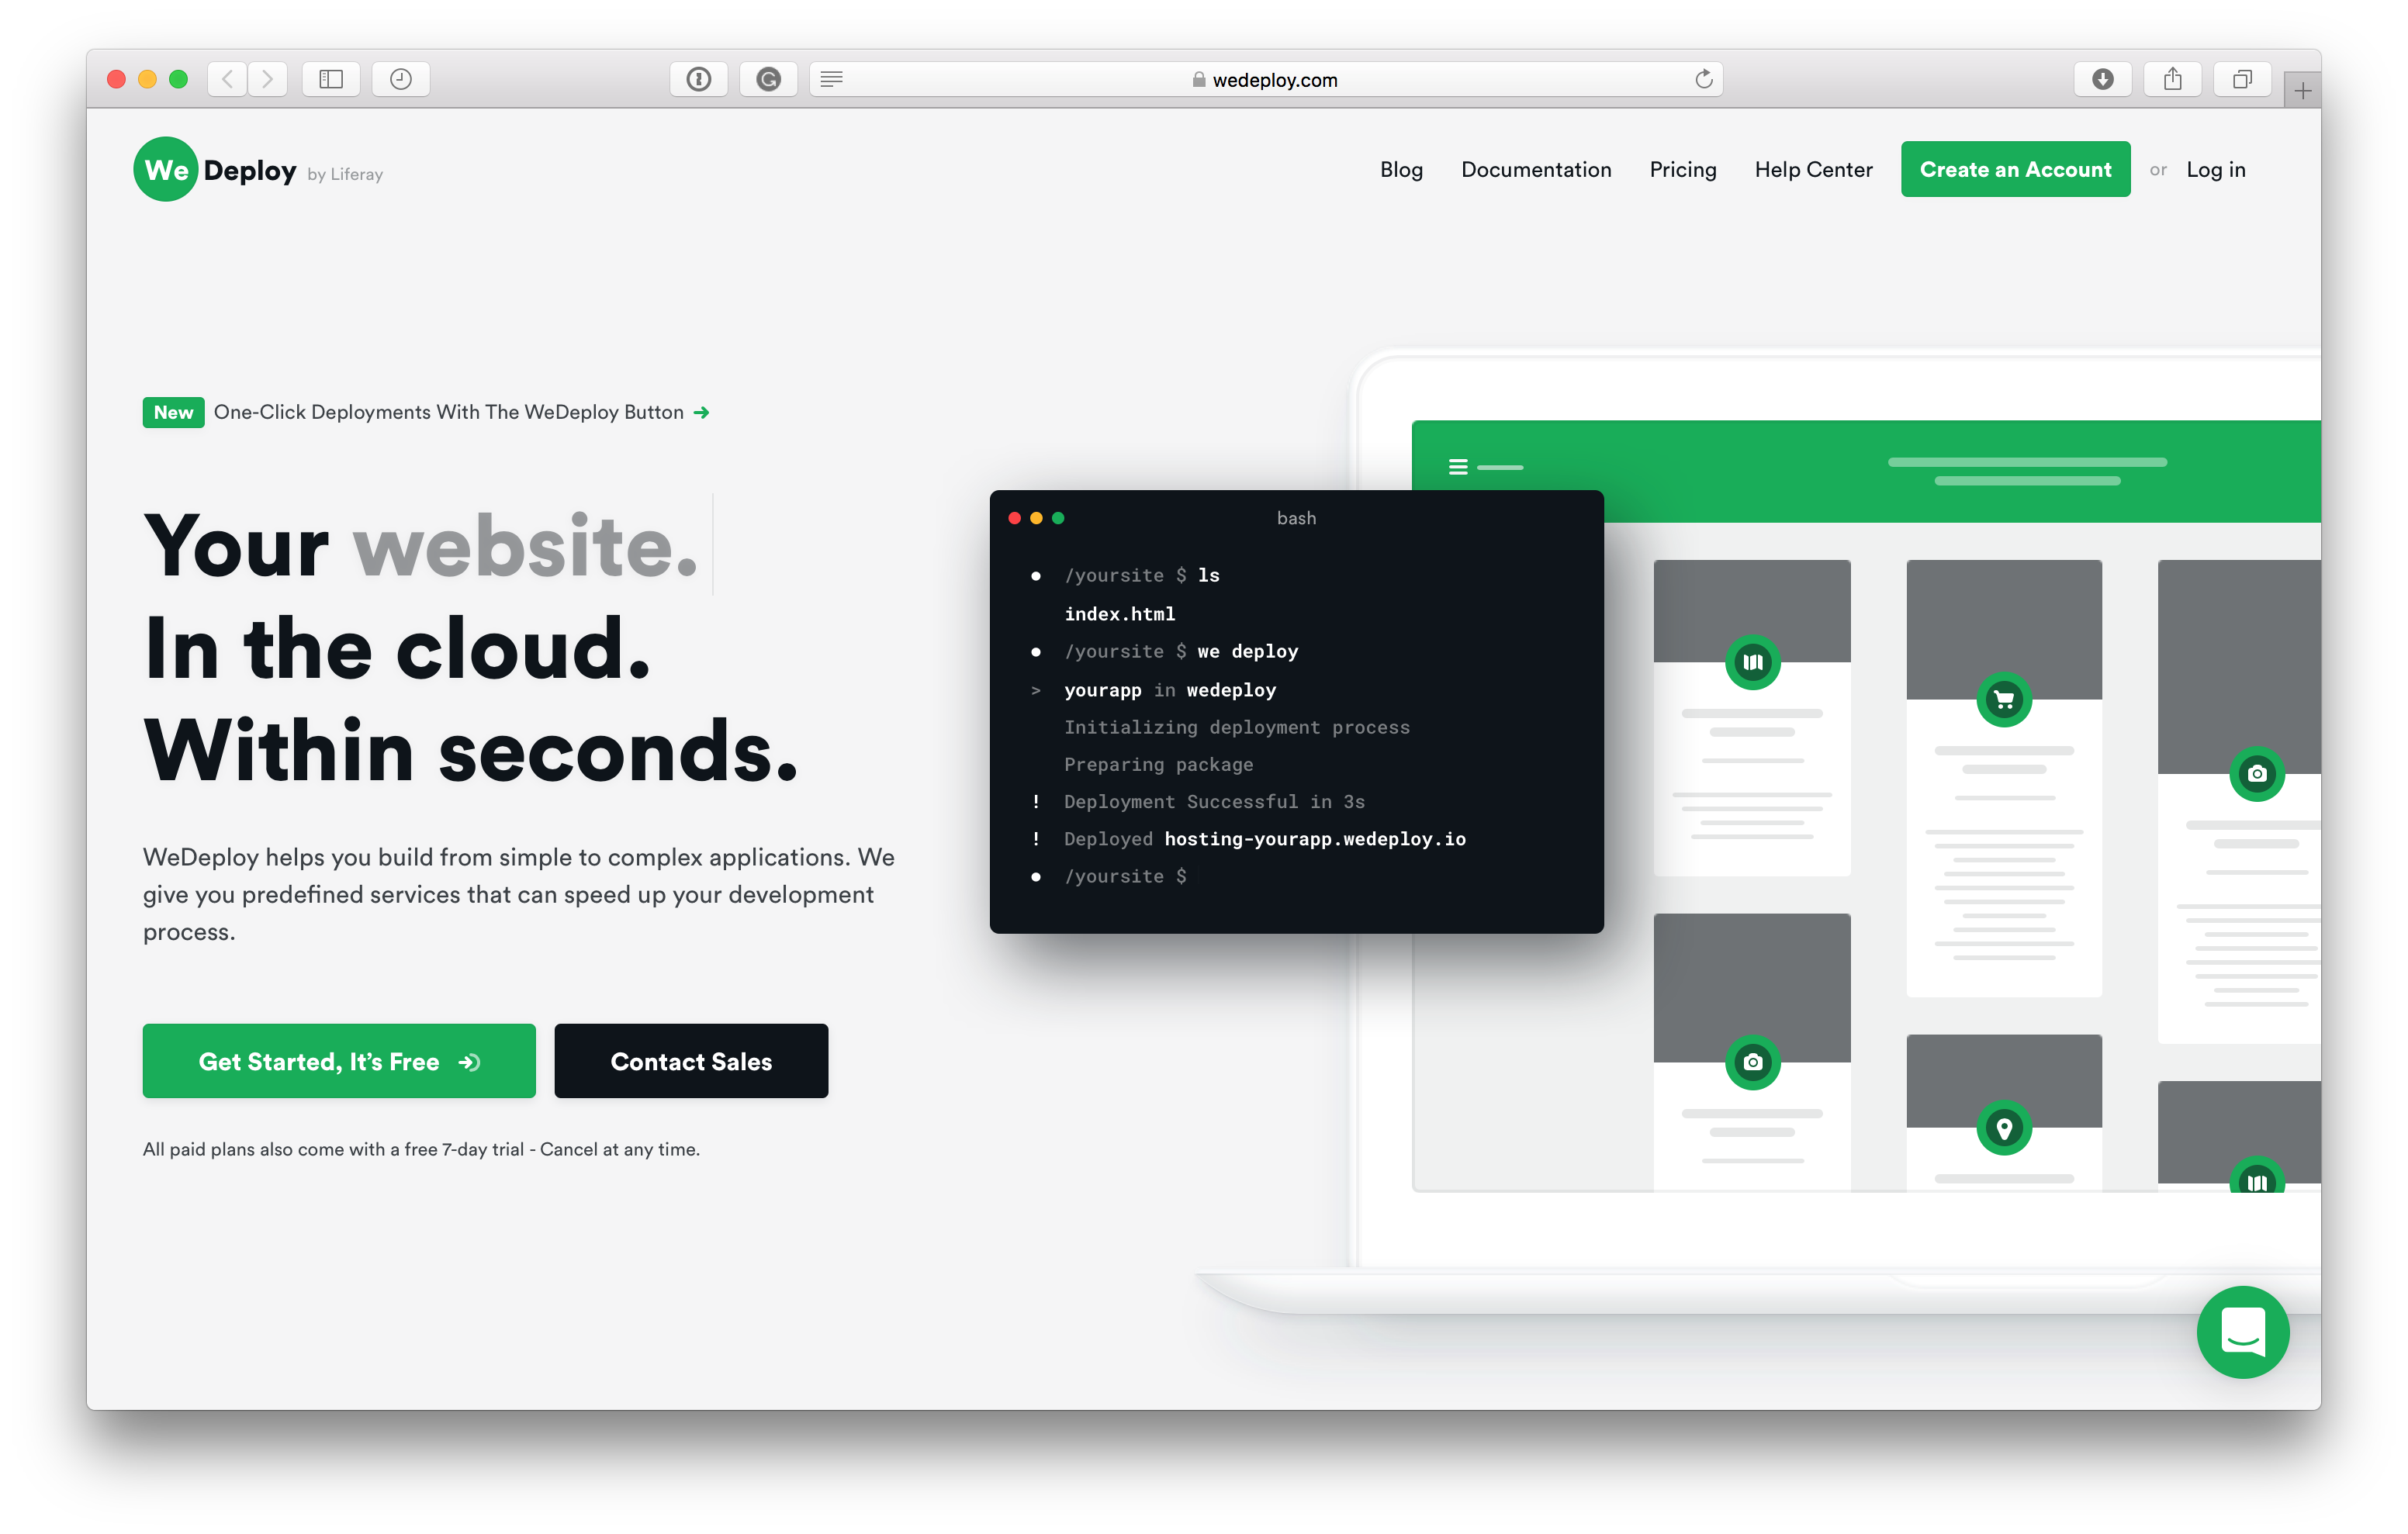 wedeploy.com
We Deploy by Liferay
Blog Documentation Pricing Help Center Create an Account or Log in
New One-Click Deployments With The WeDeploy Button
Your website.
In the cloud.
Within seconds.
WeDeploy helps you build from simple to complex applications. We
give you predefined services that can speed up your development
process.
Get Started, It’s Free
Contact Sales
All paid plans also come with a free 7-day trial - Cancel at any time.
bash
/yoursite $ ls
index.html
/yoursite $ we deploy
> yourapp in wedeploy
Initializing deployment process
Preparing package
! Deployment Successful in 3s
! Deployed hosting-yourapp.wedeploy.io
/yoursite $